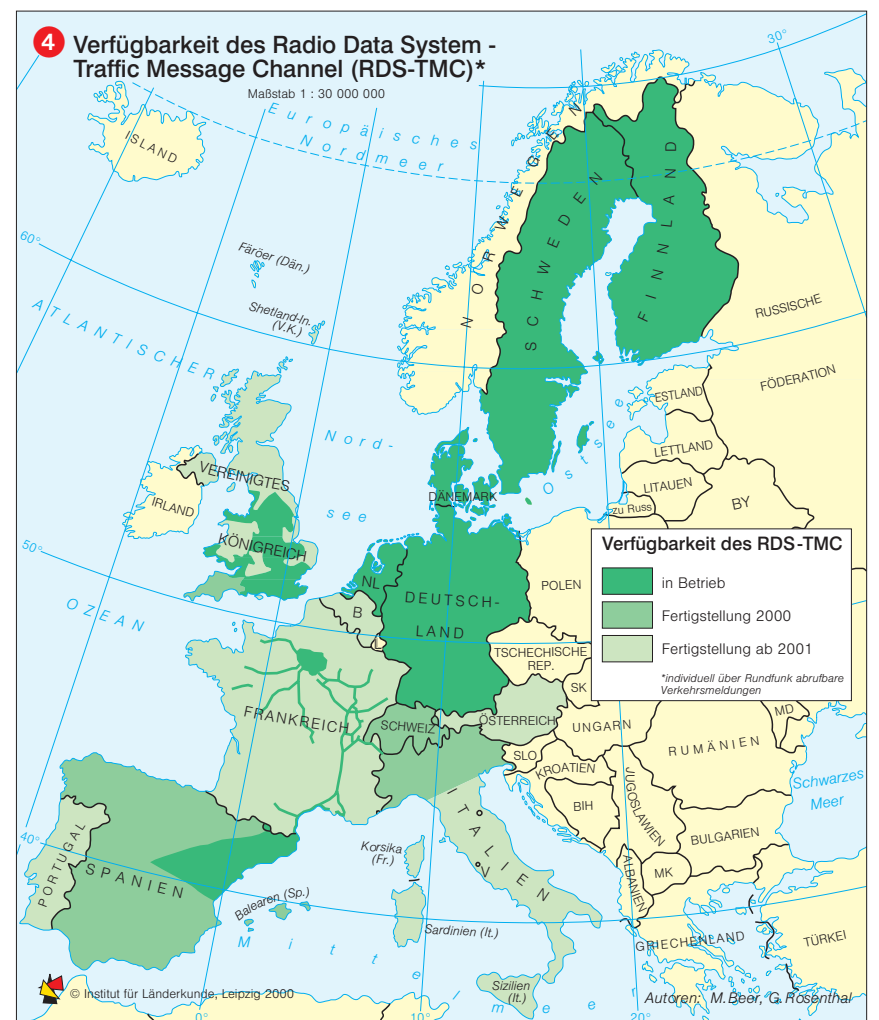 4 Verfügbarkeit des Radio Data System -
Traffic Message Channel (RDS-TMC)*
Maßstab 1 : 30 000 000
30°
Europäisches
Nordmeer
ISLAND
60°
Färöer (Dän.)
Shetland-In.
(V.K.)
NORWEGEN
SCHWEDEN
FINNLAND
RUSSISCHE
FÖDERATION
ATLANTISCHER
OZEAN
Nord-
see
Ostsee
ESTLAND
LETTLAND
LITAUEN
zu Russ
BY
VEREINIGTES
KÖNIGREICH
IRLAND
DÄNEMARK
50°
NL
DEUTSCH-
LAND
B
L
POLEN
TSCHECHISCHE
REP.
SK
Verfügbarkeit des RDS-TMC
in Betrieb
Fertigstellung 2000
Fertigstellung ab 2001
*individuell über Rundfunk abrufbare
Verkehrsmeldungen
FRANKREICH
SCHWEIZ
ÖSTERREICH
UNGARN
MD
RUMÄNIEN
SLO
KROATIEN
BIH
JUGOSLAWIEN
Schwarzes
Meer
BULGARIEN
MK
ALBANIEN
ITALIEN
V
40°
PORTUGAL
SPANIEN
Korsika
(Fr.)
Balearen (Sp.)
Sardinien (It.)
Sizilien
(It.)
Mittelmeer
GRIECHENLAND
TÜRKEI
© Institut für Länderkunde, Leipzig 2000
0°
10°
20°
Autoren: M.Beer, G.Rosenthal